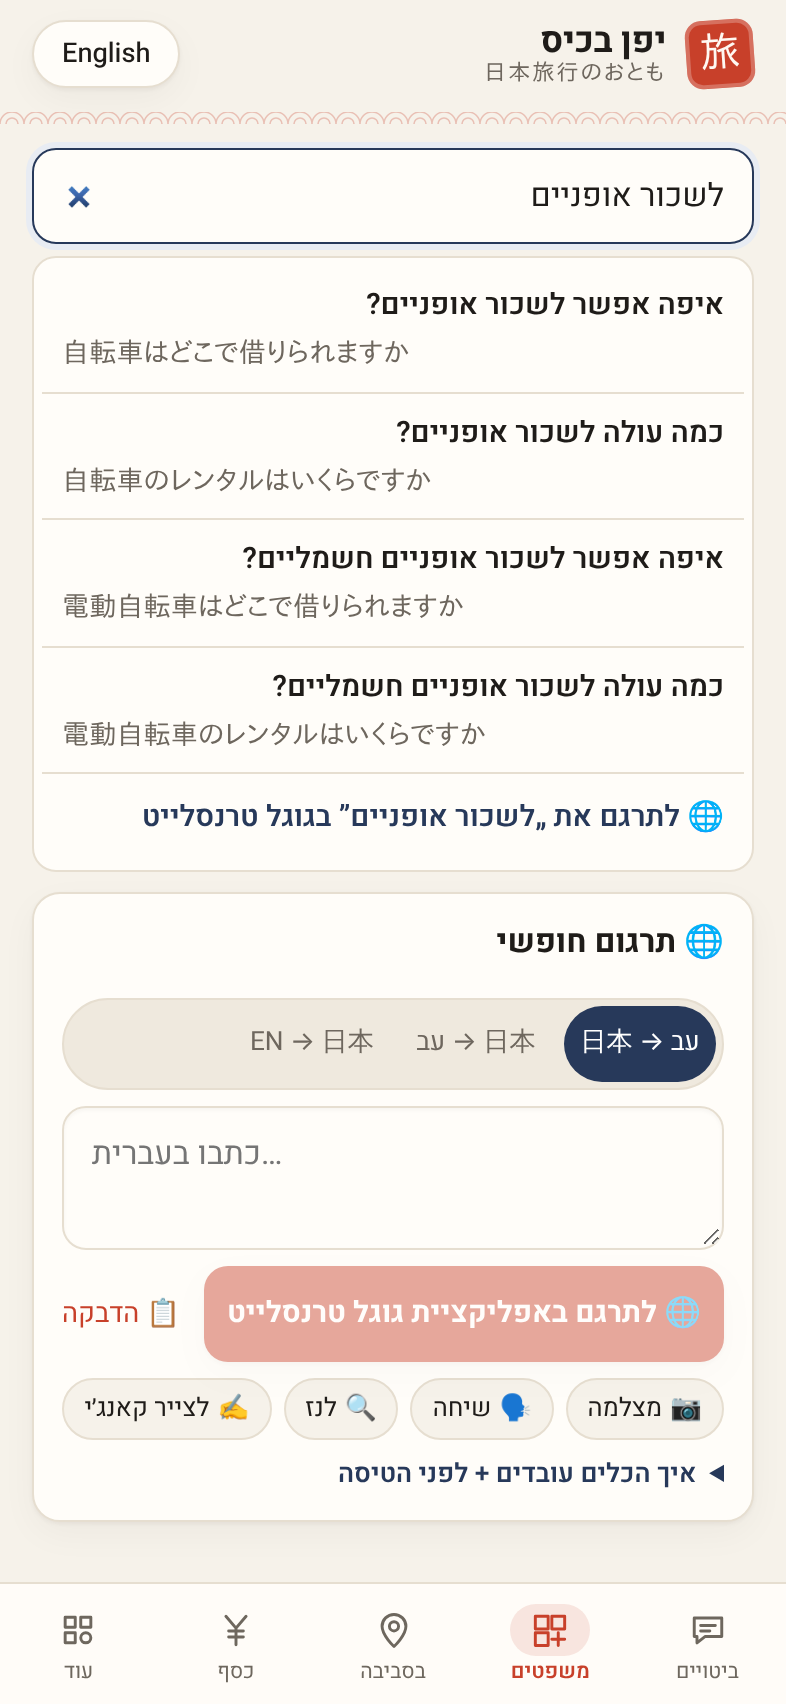 旅
יפן בכיס
日本旅行のおとも
English
לשכור אופניים
איפה אפשר לשכור אופניים?
自転車はどこで借りられますか
כמה עולה לשכור אופניים?
自転車のレンタルはいくらですか
איפה אפשר לשכור אופניים חשמליים?
電動自転車はどこで借りられますか
כמה עולה לשכור אופניים חשמליים?
電動自転車のレンタルはいくらですか
🌐 לתרגם את „לשכור אופניים” בגוגל טרנסלייט
🌐 תרגום חופשי
עב → 日本
日本 → עב
日本 → EN
כתבו בעברית…
🌐 לתרגם באפליקציית גוגל טרנסלייט
📋 הדבקה
📷 מצלמה
🗣️ שיחה
🔍 לנז
✍️ לצייר קאנג׳י
איך הכלים עובדים + לפני הטיסה
ביטויים
משפטים
בסביבה
כסף
עוד